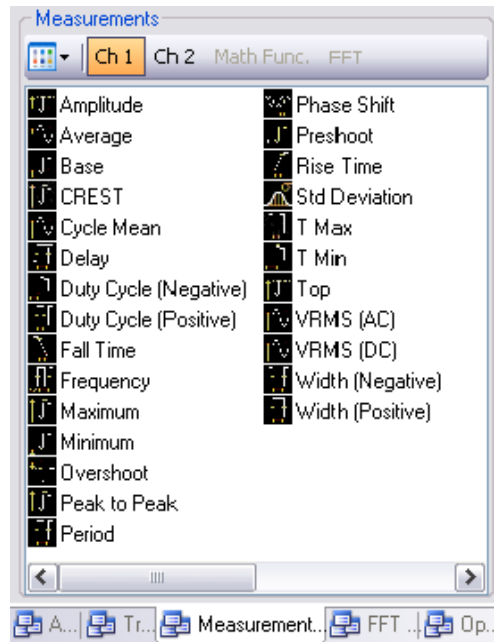 Measurements
Ch 1 Ch 2 Math Func. FFT
Amplitude
Average
Base
CREST
Cycle Mean
Delay
Duty Cycle (Negative)
Duty Cycle (Positive)
Fall Time
Frequency
Maximum
Minimum
Overshoot
Peak to Peak
Period
Phase Shift
Preshoot
Rise Time
Std Deviation
T Max
T Min
Top
VRMS (AC)
VRMS (DC)
Width (Negative)
Width (Positive)
A... Tr... Measurement... FFT ... Op...